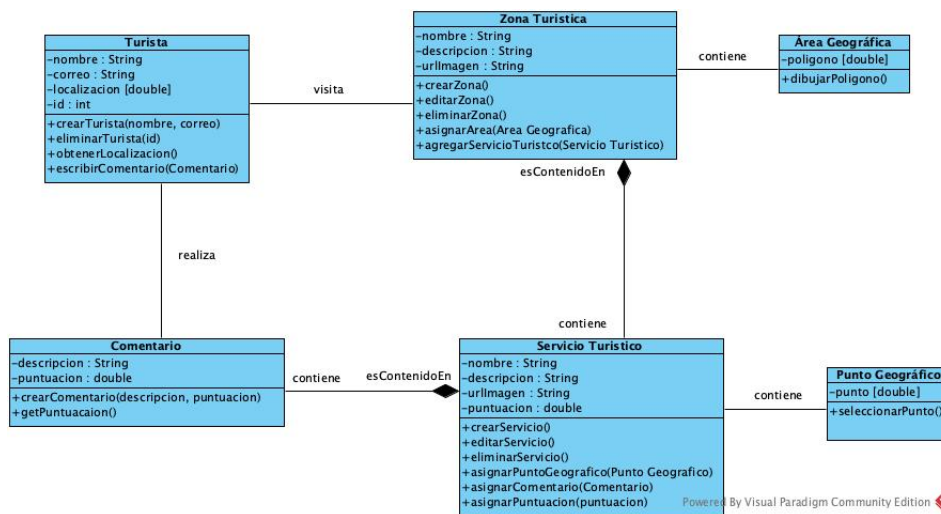 Turista
-nombre : String
-correo : String
-localizacion [double]
-id : int
+crearTurista(nombre, correo)
+eliminarTurista(id)
+obtenerLocalizacion()
+escribirComentario(Comentario)
visita
Zona Turistica
-nombre : String
-descripcion : String
-urlImagen : String
+crearZona()
+editarZona()
+eliminarZona()
+asignarArea(Area Geografica)
+agregarServicioTuristco(Servicio Turistico)
contiene
Área Geográfica
-poligono [double]
+dibujarPoligono()
esContenidoEn
realiza
contiene
Comentario
-descripcion : String
-puntuacion : double
+crearComentario(descripcion, puntuacion)
+getPuntuacaion()
contiene
esContenidoEn
Servicio Turistico
-nombre : String
-descripcion : String
-urlImagen : String
-puntuacion : double
+crearServicio()
+editarServicio()
+eliminarServicio()
+asignarPuntoGeografico(Punto Geografico)
+asignarComentario(Comentario)
+asignarPuntuacion(puntuacion)
contiene
Punto Geográfico
-punto [double]
+seleccionarPunto()
Powered By Visual Paradigm Community Edition